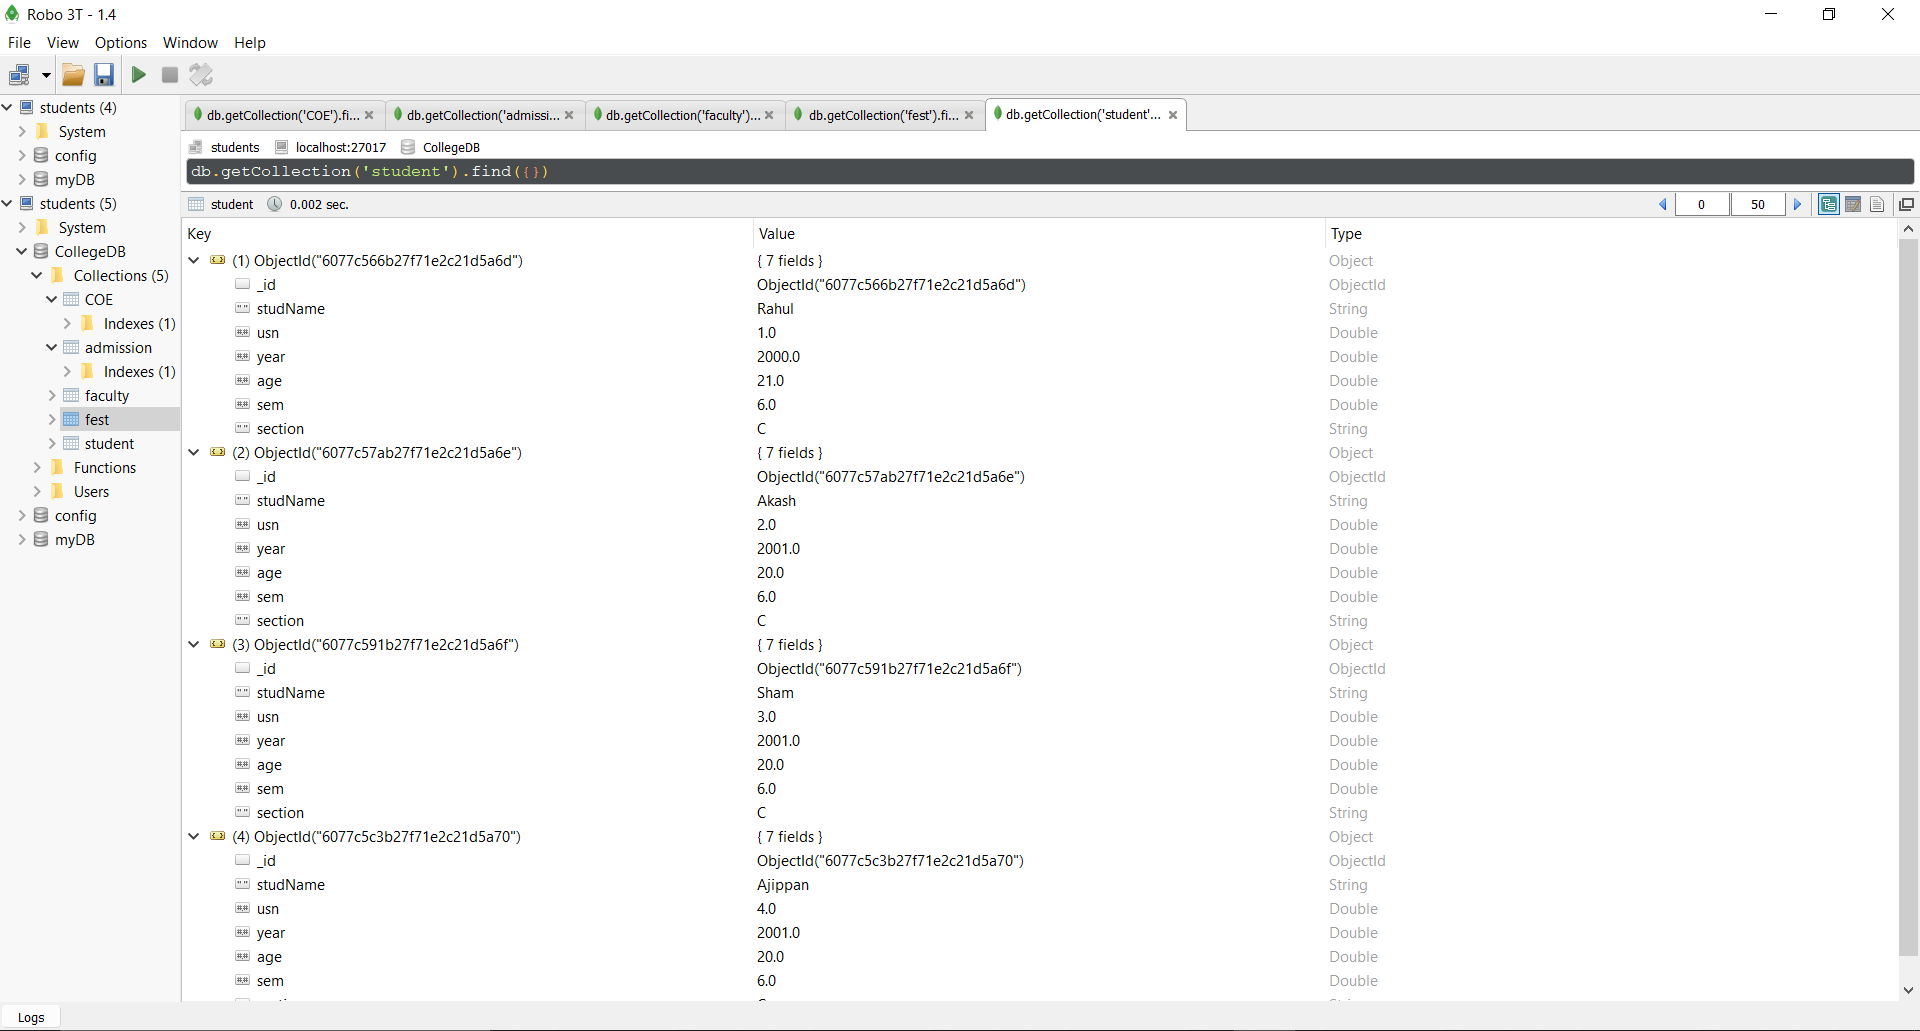 Robo 3T - 1.4
File View Options Window Help
students (4)
System
config
myDB
students (5)
System
CollegeDB
Collections (5)
COE
Indexes (1)
admission
Indexes (1)
faculty
fest
student
Functions
Users
config
myDB
db.getCollection('COE').fi... db.getCollection('admissi... db.getCollection('faculty')... db.getCollection('fest').fi... db.getCollection('student'...
students localhost:27017 CollegeDB
db.getCollection('student').find({})
student 0.002 sec. 0 50
Key Value Type
(1) ObjectId("6077c566b27f71e2c21d5a6d") { 7 fields } Object
_id ObjectId("6077c566b27f71e2c21d5a6d") ObjectId
studName Rahul String
usn 1.0 Double
year 2000.0 Double
age 21.0 Double
sem 6.0 Double
section C String
(2) ObjectId("6077c57ab27f71e2c21d5a6e") { 7 fields } Object
_id ObjectId("6077c57ab27f71e2c21d5a6e") ObjectId
studName Akash String
usn 2.0 Double
year 2001.0 Double
age 20.0 Double
sem 6.0 Double
section C String
(3) ObjectId("6077c591b27f71e2c21d5a6f") { 7 fields } Object
_id ObjectId("6077c591b27f71e2c21d5a6f") ObjectId
studName Sham String
usn 3.0 Double
year 2001.0 Double
age 20.0 Double
sem 6.0 Double
section C String
(4) ObjectId("6077c5c3b27f71e2c21d5a70") { 7 fields } Object
_id ObjectId("6077c5c3b27f71e2c21d5a70") ObjectId
studName Ajippan String
usn 4.0 Double
year 2001.0 Double
age 20.0 Double
sem 6.0 Double
Logs